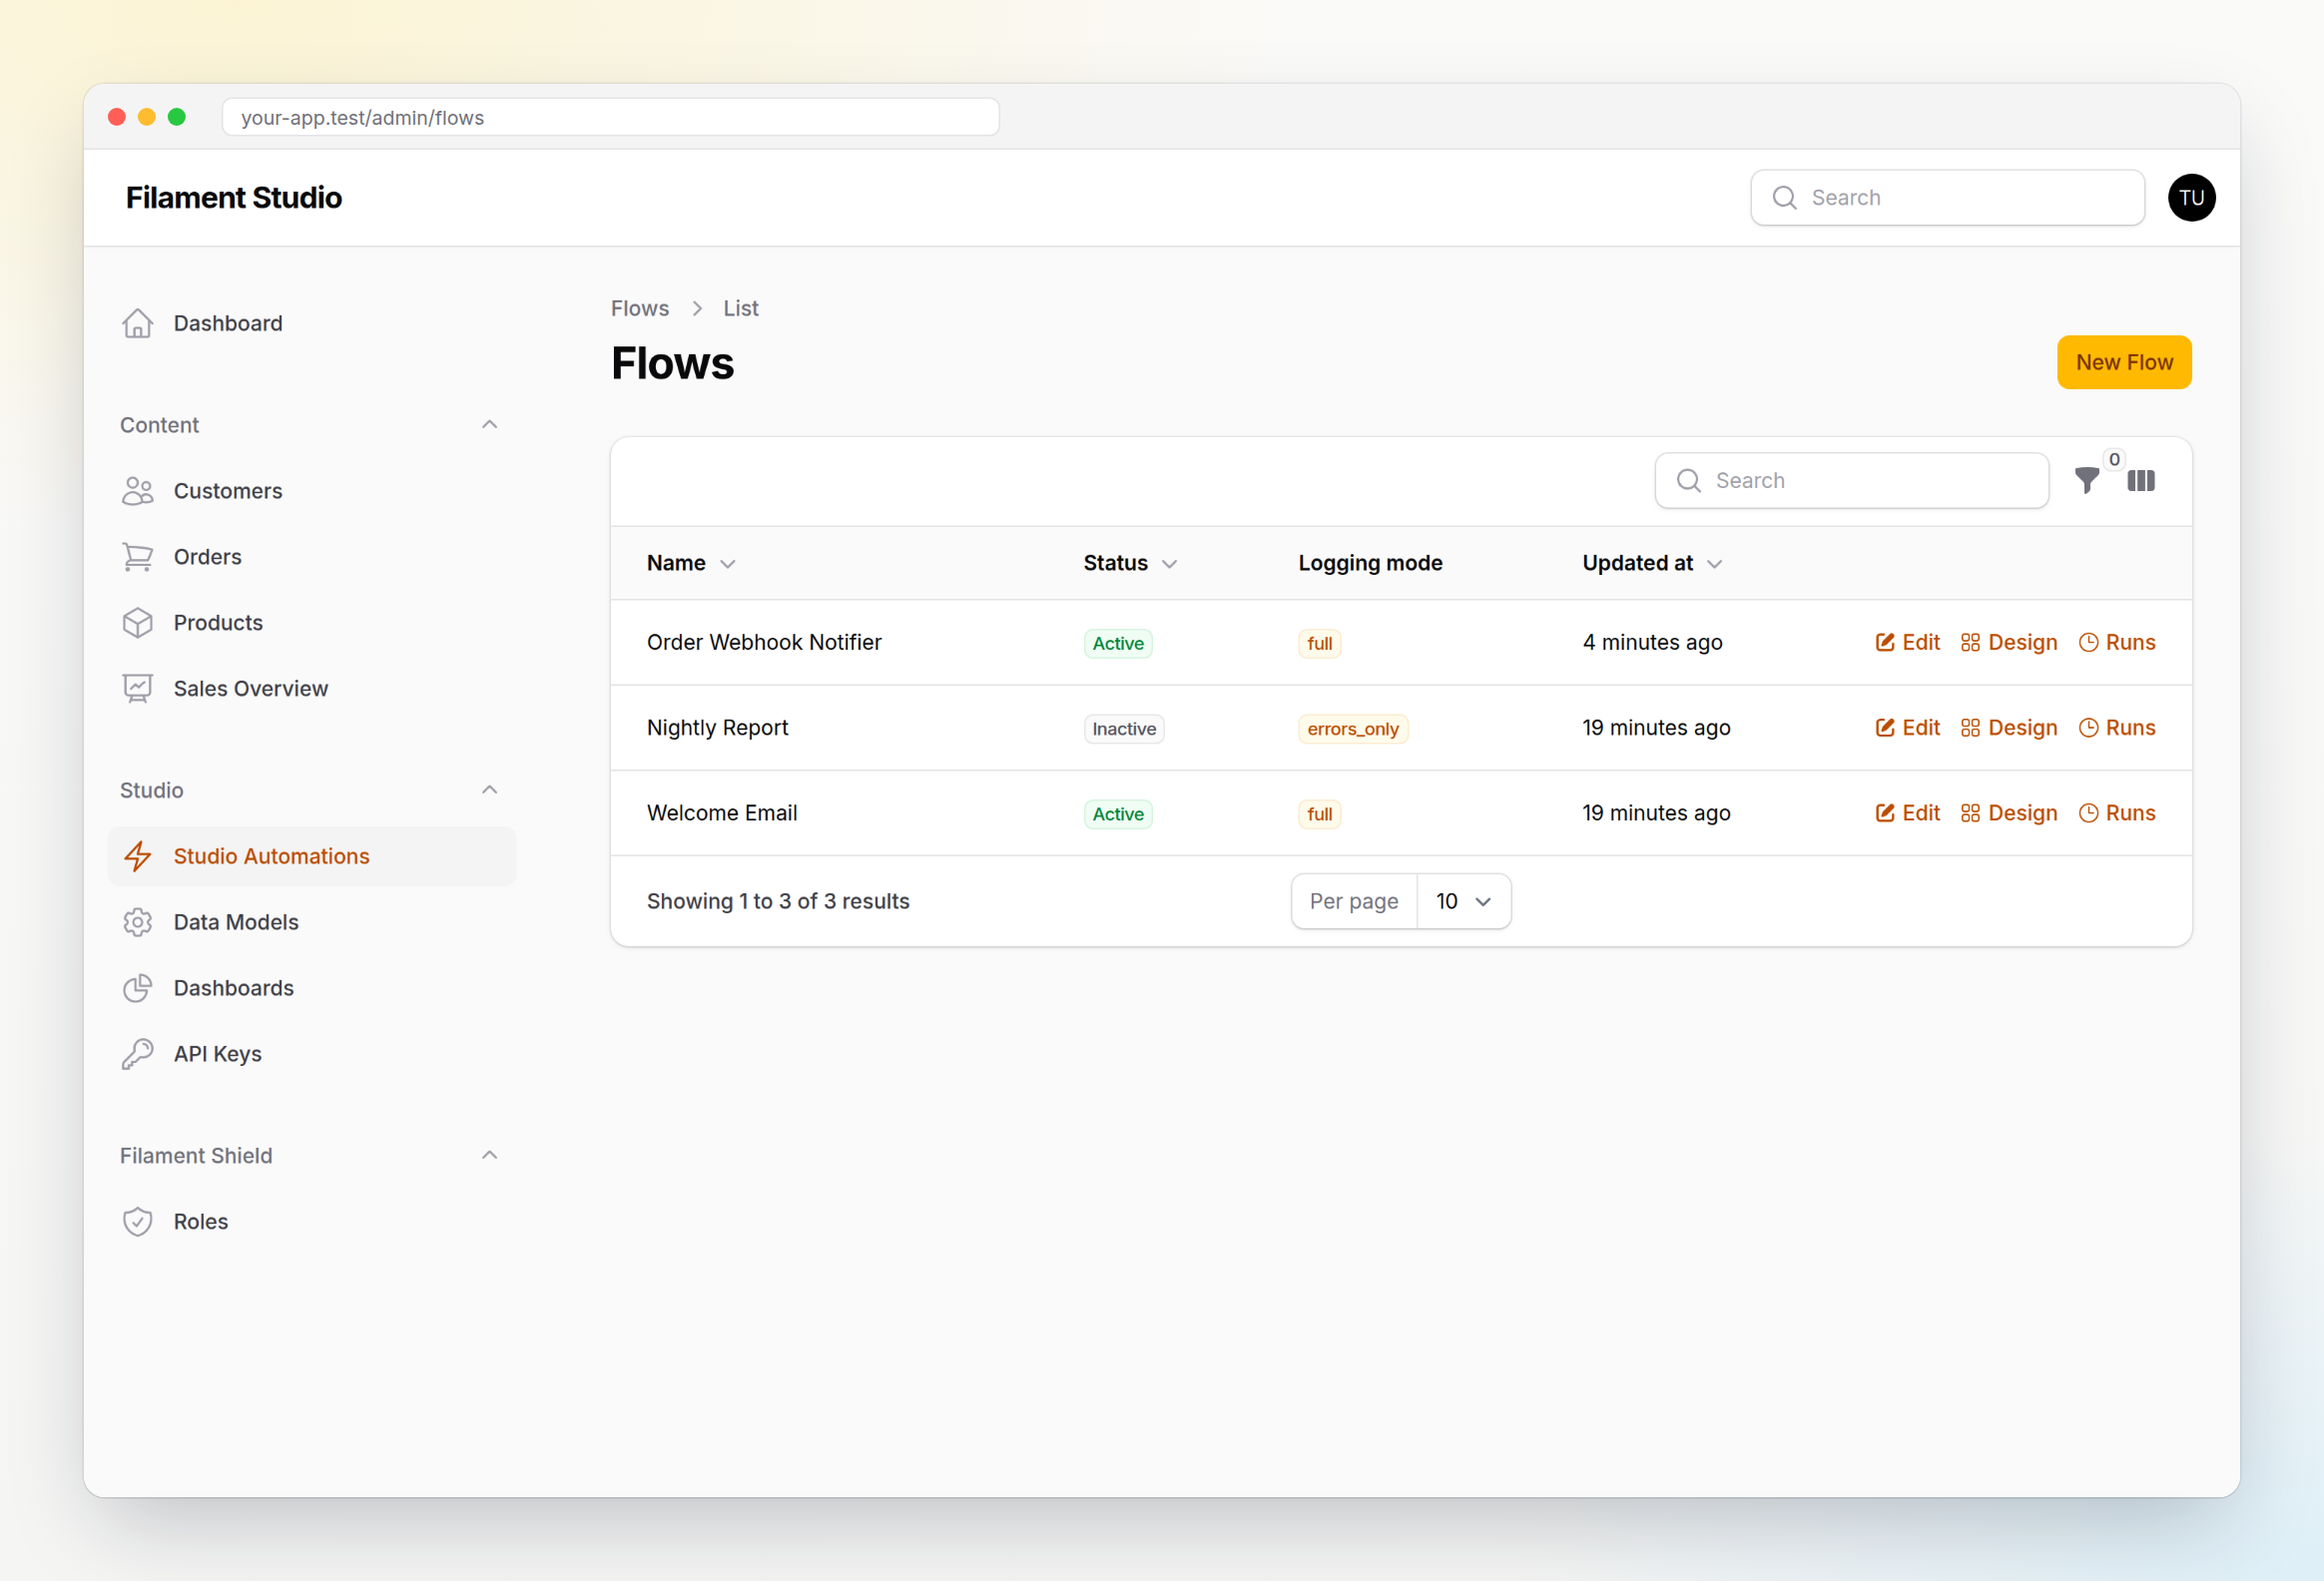 your-app.test/admin/flows
Filament Studio
Search
TU
Dashboard
Content
Customers
Orders
Products
Sales Overview
Studio
Studio Automations
Data Models
Dashboards
API Keys
Filament Shield
Roles
Flows > List
Flows
New Flow
Search
0
Name Status Logging mode Updated at
Order Webhook Notifier Active full 4 minutes ago Edit Design Runs
Nightly Report Inactive errors_only 19 minutes ago Edit Design Runs
Welcome Email Active full 19 minutes ago Edit Design Runs
Showing 1 to 3 of 3 results Per page 10